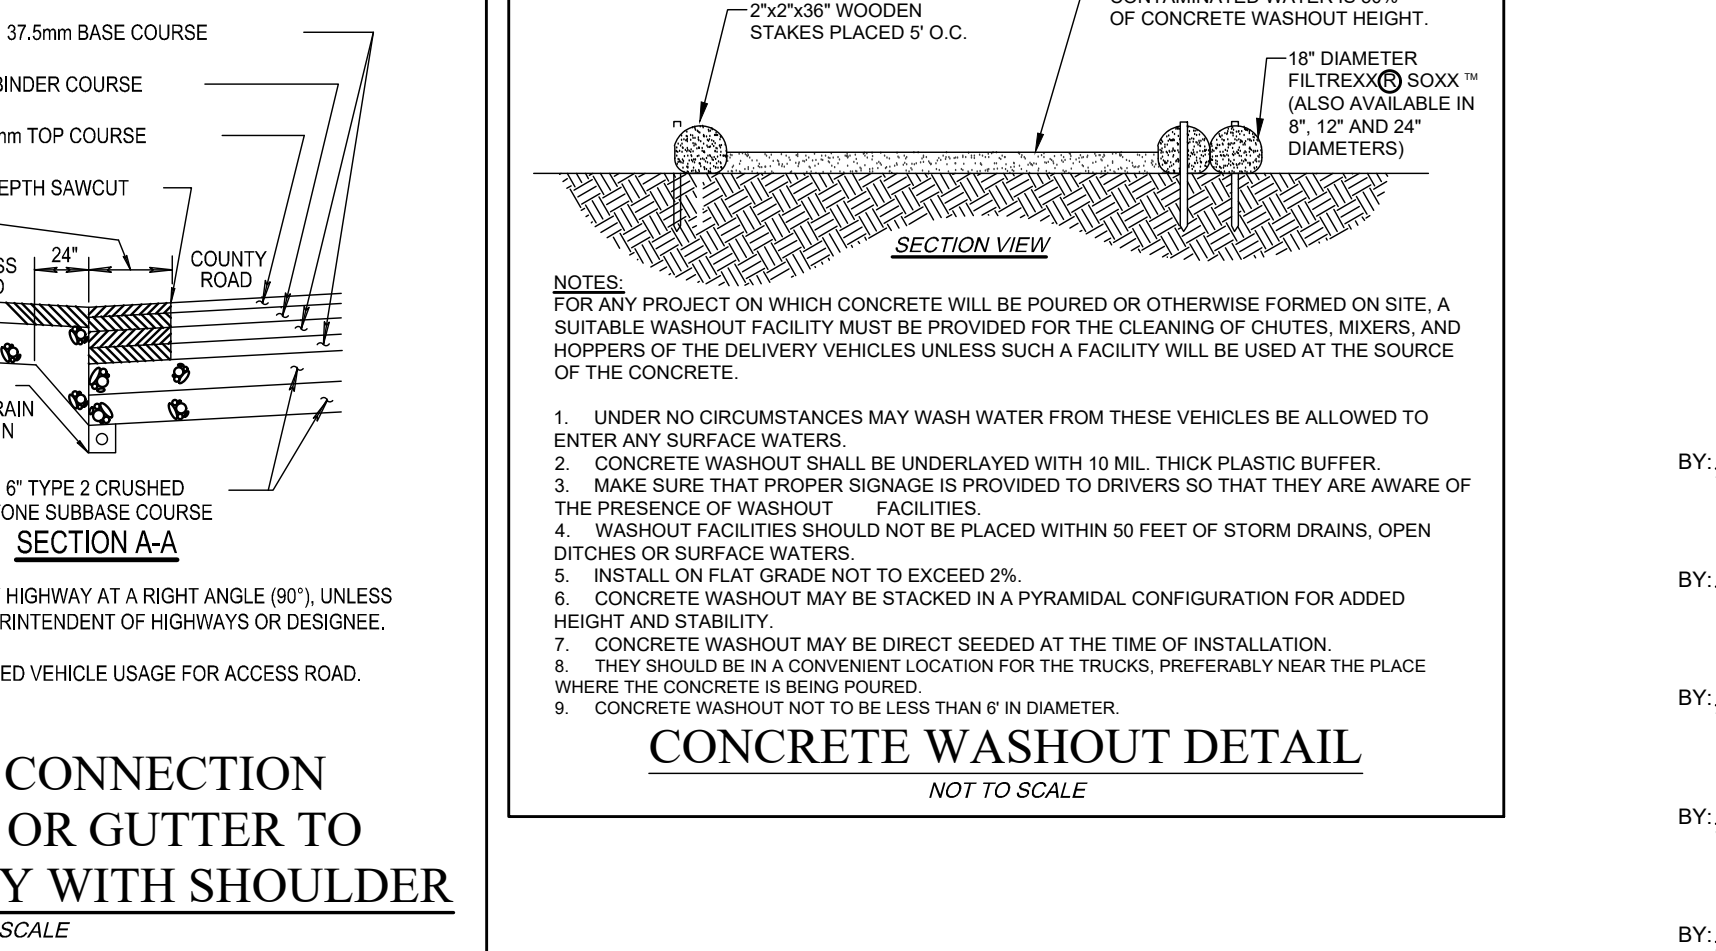 37.5mm BASE COURSE
BINDER COURSE
TOP COURSE
SAWCUT
24"
COUNTY
ROAD
6" TYPE 2 CRUSHED
SUBBASE COURSE
SECTION A-A
HIGHWAY AT A RIGHT ANGLE (90°), UNLESS
OF HIGHWAYS OR DESIGNEE.
VEHICLE USAGE FOR ACCESS ROAD.
CONNECTION
OR GUTTER TO
Y WITH SHOULDER
SCALE
2"x2"x36" WOODEN
STAKES PLACED 5' O.C.
OF CONCRETE WASHOUT HEIGHT.
18" DIAMETER
FILTREXX® SOXX ™
(ALSO AVAILABLE IN
8", 12" AND 24"
DIAMETERS)
SECTION VIEW
NOTES:
FOR ANY PROJECT ON WHICH CONCRETE WILL BE POURED OR OTHERWISE FORMED ON SITE, A
SUITABLE WASHOUT FACILITY MUST BE PROVIDED FOR THE CLEANING OF CHUTES, MIXERS, AND
HOPPERS OF THE DELIVERY VEHICLES UNLESS SUCH A FACILITY WILL BE USED AT THE SOURCE
OF THE CONCRETE.
1. UNDER NO CIRCUMSTANCES MAY WASH WATER FROM THESE VEHICLES BE ALLOWED TO
ENTER ANY SURFACE WATERS.
2. CONCRETE WASHOUT SHALL BE UNDERLAYED WITH 10 MIL. THICK PLASTIC BUFFER.
3. MAKE SURE THAT PROPER SIGNAGE IS PROVIDED TO DRIVERS SO THAT THEY ARE AWARE OF
THE PRESENCE OF WASHOUT FACILITIES.
4. WASHOUT FACILITIES SHOULD NOT BE PLACED WITHIN 50 FEET OF STORM DRAINS, OPEN
DITCHES OR SURFACE WATERS.
5. INSTALL ON FLAT GRADE NOT TO EXCEED 2%.
6. CONCRETE WASHOUT MAY BE STACKED IN A PYRAMIDAL CONFIGURATION FOR ADDED
HEIGHT AND STABILITY.
7. CONCRETE WASHOUT MAY BE DIRECT SEEDED AT THE TIME OF INSTALLATION.
8. THEY SHOULD BE IN A CONVENIENT LOCATION FOR THE TRUCKS, PREFERABLY NEAR THE PLACE
WHERE THE CONCRETE IS BEING POURED.
9. CONCRETE WASHOUT NOT TO BE LESS THAN 6' IN DIAMETER.
CONCRETE WASHOUT DETAIL
NOT TO SCALE
BY:
BY:
BY:
BY:
BY: